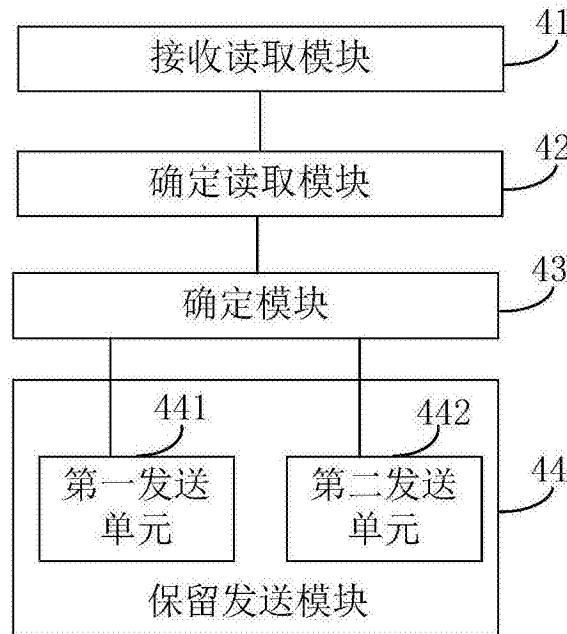 接收读取模块
41
确定读取模块
42
确定模块
43
441
442
第一发送
单元
第二发送
单元
44
保留发送模块